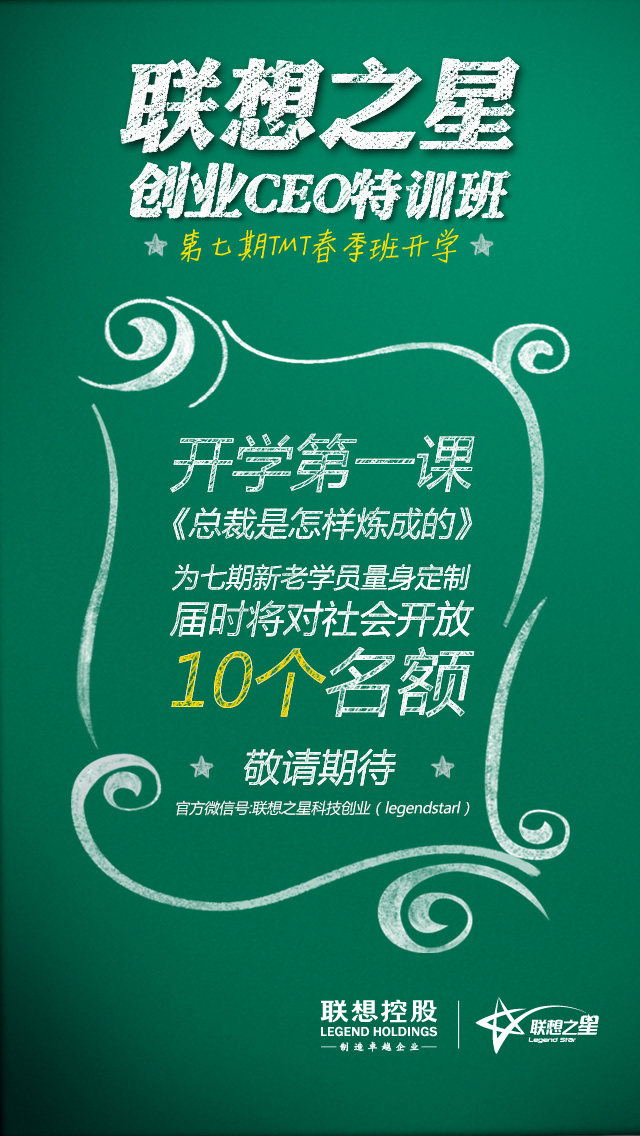 联想之星
创业CEO特训班
第七期TMT春季班开学
开学第一课
《总裁是怎样炼成的》
为七期新老学员量身定制
届时将对社会开放
10个名额
敬请期待
官方微信号:联想之星科技创业（legendstarl）
联想控股
LEGEND HOLDINGS
制造卓越企业
联想之星
Legend Star